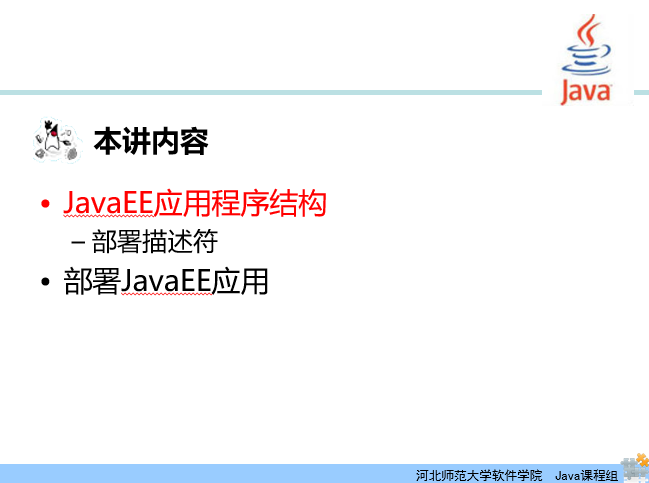 Java
本讲内容
• JavaEE应用程序结构
– 部署描述符
• 部署JavaEE应用
河北师范大学软件学院 Java课程组